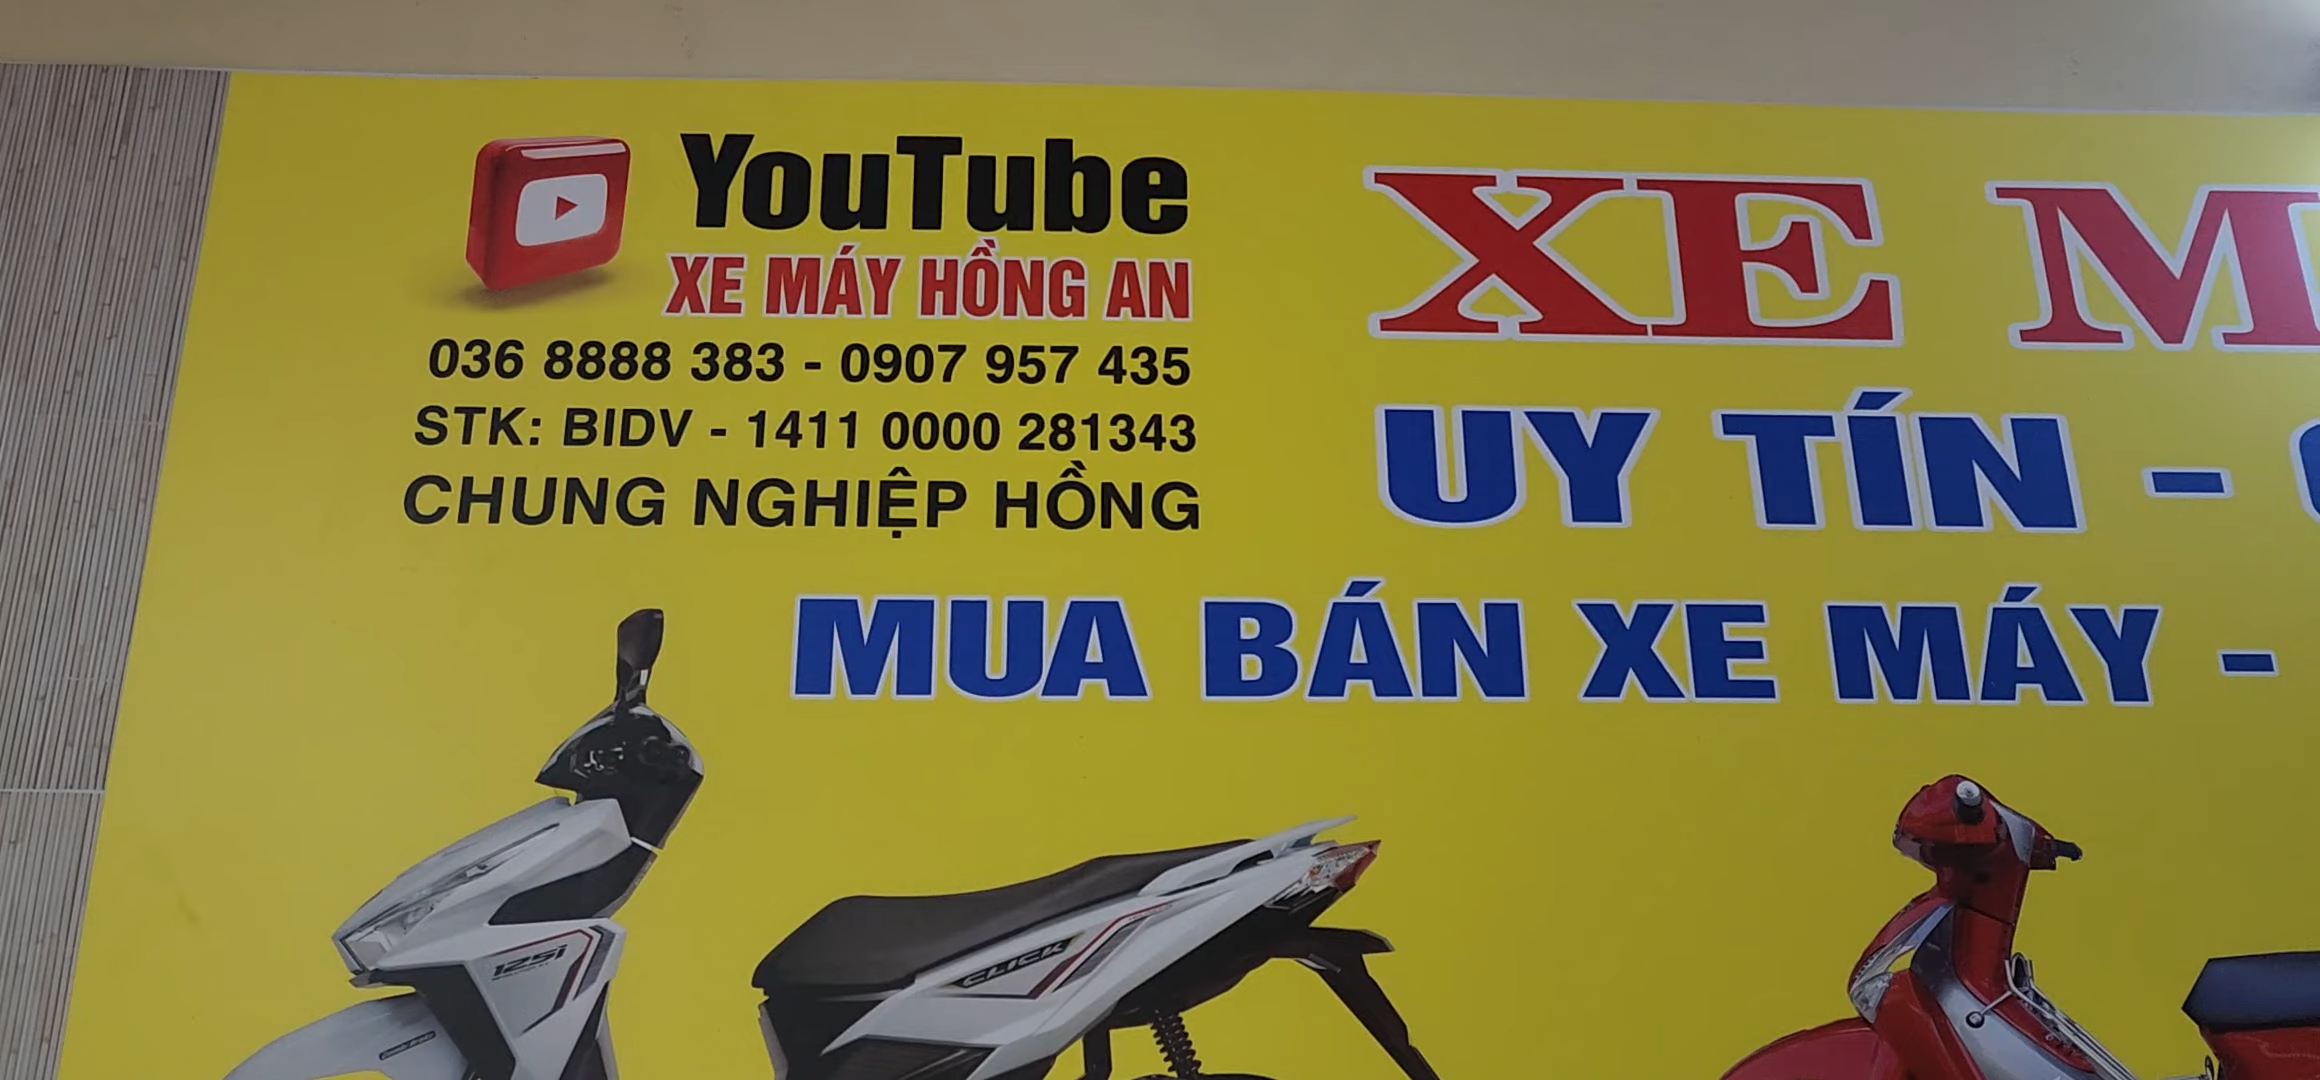 YouTube
XE MÁY HỒNG AN
036 8888 383 - 0907 957 435
STK: BIDV - 1411 0000 281343
CHUNG NGHIỆP HỒNG
XE M
UY TÍN -
MUA BÁN XE MÁY -
125i
CLICK